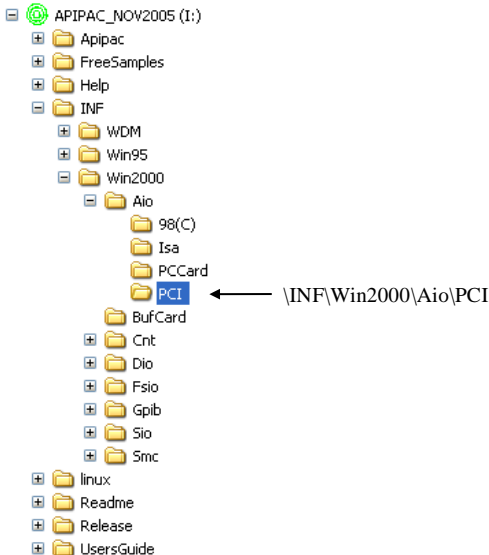 APIPAC_NOV2005 (I:)
Apipac
FreeSamples
Help
INF
WDM
Win95
Win2000
Aio
98(C)
Isa
PCCard
PCI \INF\Win2000\Aio\PCI
BufCard
Cnt
Dio
Fsio
Gpib
Sio
Smc
linux
Readme
Release
UsersGuide